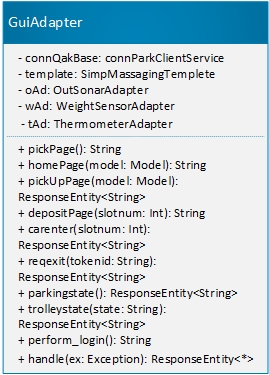 GuiAdapter
- connQakBase: connParkClientService
- template: SimpMassagingTemplete
- oAd: OutSonarAdapter
- wAd: WeightSensorAdapter
- tAd: ThermometerAdapter
+ pickPage(): String
+ homePage(model: Model): String
+ pickUpPage(model: Model):
ResponseEntity<String>
+ depositPage(slotnum: Int): String
+ carenter(slotnum: Int):
ResponseEntity<String>
+ reqexit(tokenid: String):
ResponseEntity<String>
+ parkingstate(): ResponseEntity<String>
+ trolleystate(state: String):
ResponseEntity<String>
+ perform_login(): String
+ handle(ex: Exception): ResponseEntity<*>